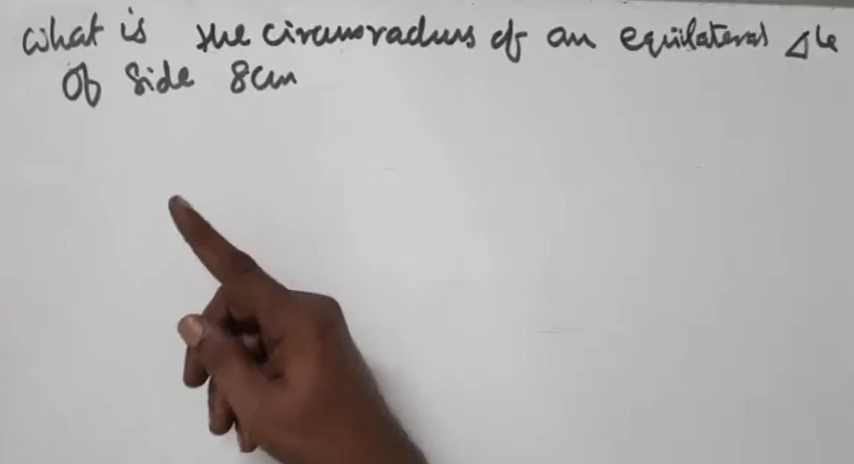 What is the circumradius of an equilateral Δle
Of Side 8cm